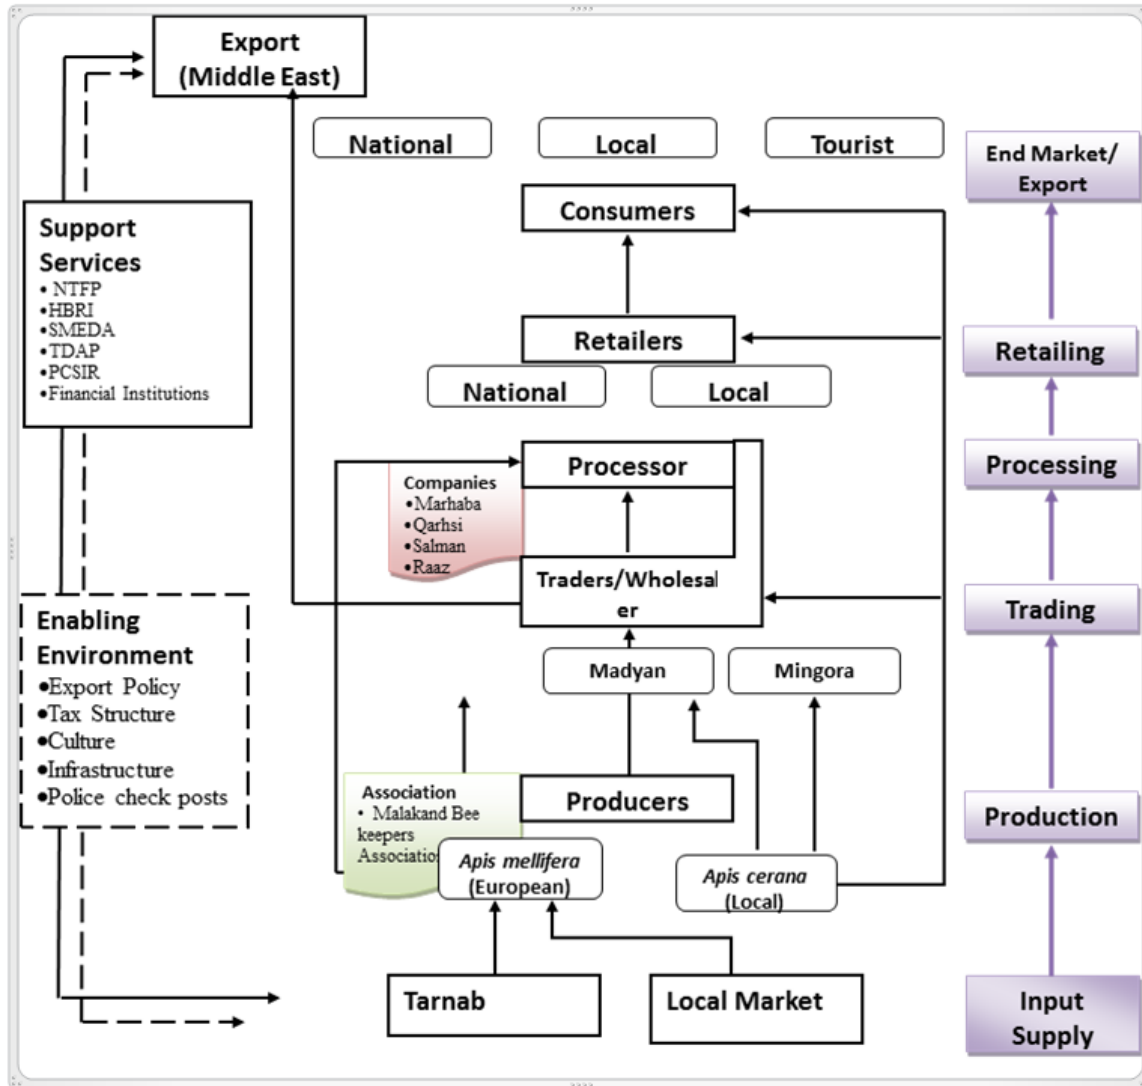 Export
(Middle East)
National
Local
Tourist
End Market/
Export
Consumers
Support
Services
• NTFP
•HBRI
•SMEDA
•TDAP
•PCSIR
•Financial Institutions
Retailers
Retailing
National
Local
Processor
Processing
Companies
•Marhaba
•Qarhsi
•Salman
•Raaz
Traders/Wholesal
er
Trading
Enabling
Environment
•Export Policy
•Tax Structure
•Culture
•Infrastructure
•Police check posts
Madyan
Mingora
Association
• Malakand Bee
keepers
Association
Producers
Production
Apis mellifera
(European)
Apis cerana
(Local)
Tarnab
Local Market
Input
Supply